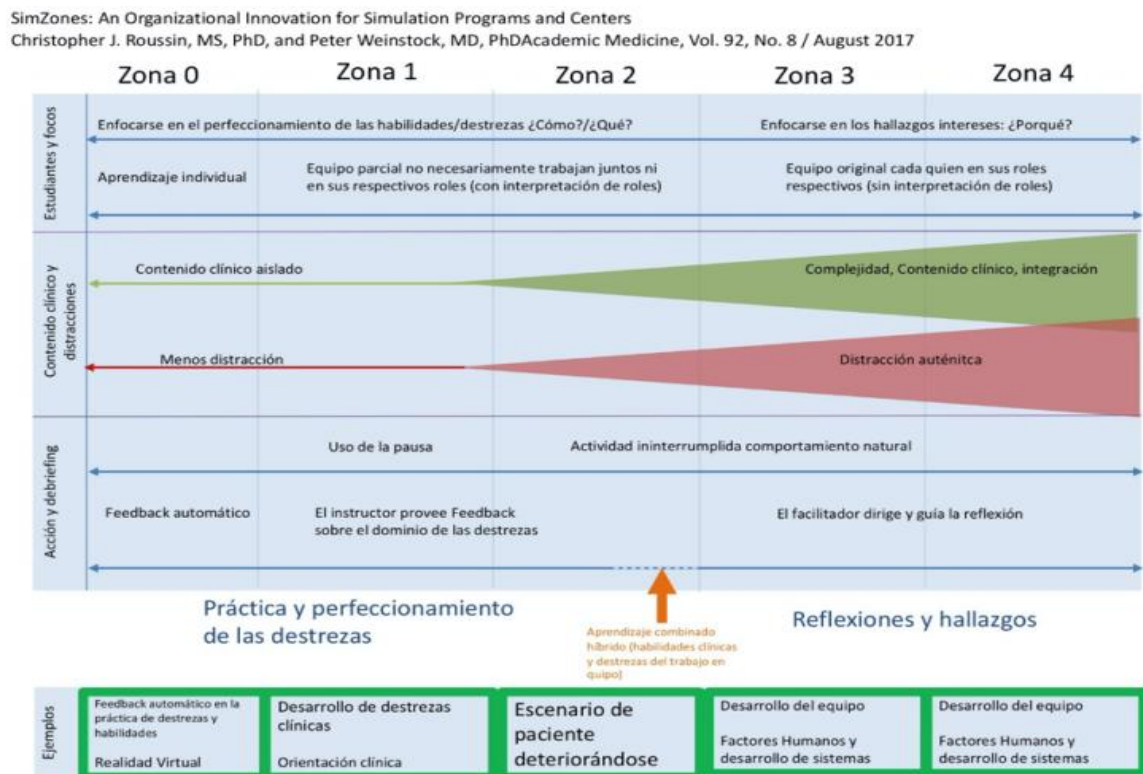 SimZones: An Organizational Innovation for Simulation Programs and Centers
Christopher J. Roussin, MS, PhD, and Peter Weinstock, MD, PhDAcademic Medicine, Vol. 92, No. 8 / August 2017
Zona 0
Zona 1
Zona 2
Zona 3
Zona 4
Estudiantes y focos
Enfocarse en el perfeccionamiento de las habilidades/destrezas ¿Cómo?/¿Qué?
Enfocarse en los hallazgos intereses: ¿Porqué?
Aprendizaje individual
Equipo parcial no necesariamente trabajan juntos ni
en sus respectivos roles (con interpretación de roles)
Equipo original cada quien en sus roles
respectivos (sin interpretación de roles)
Contenido clínico y
distracciones
Contenido clínico aislado
Complejidad, Contenido clínico, integración
Menos distracción
Distracción auténitca
Acción y debriefing
Uso de la pausa
Actividad ininterrumplida comportamiento natural
Feedback automático
El instructor provee Feedback
sobre el dominio de las destrezas
El facilitador dirige y guía la reflexión
Práctica y perfeccionamiento
de las destrezas
Aprendizaje combinado
híbrido (habilidades clínicas
y destrezas del trabajo en
quipo)
Reflexiones y hallazgos
Ejemplos
Feedback automático en la
práctica de destrezas y
habilidades
Realidad Virtual
Desarrollo de destrezas
clínicas
Orientación clínica
Escenario de
paciente
deteriorándose
Desarrollo del equipo
Factores Humanos y
desarrollo de sistemas
Desarrollo del equipo
Factores Humanos y
desarrollo de sistemas